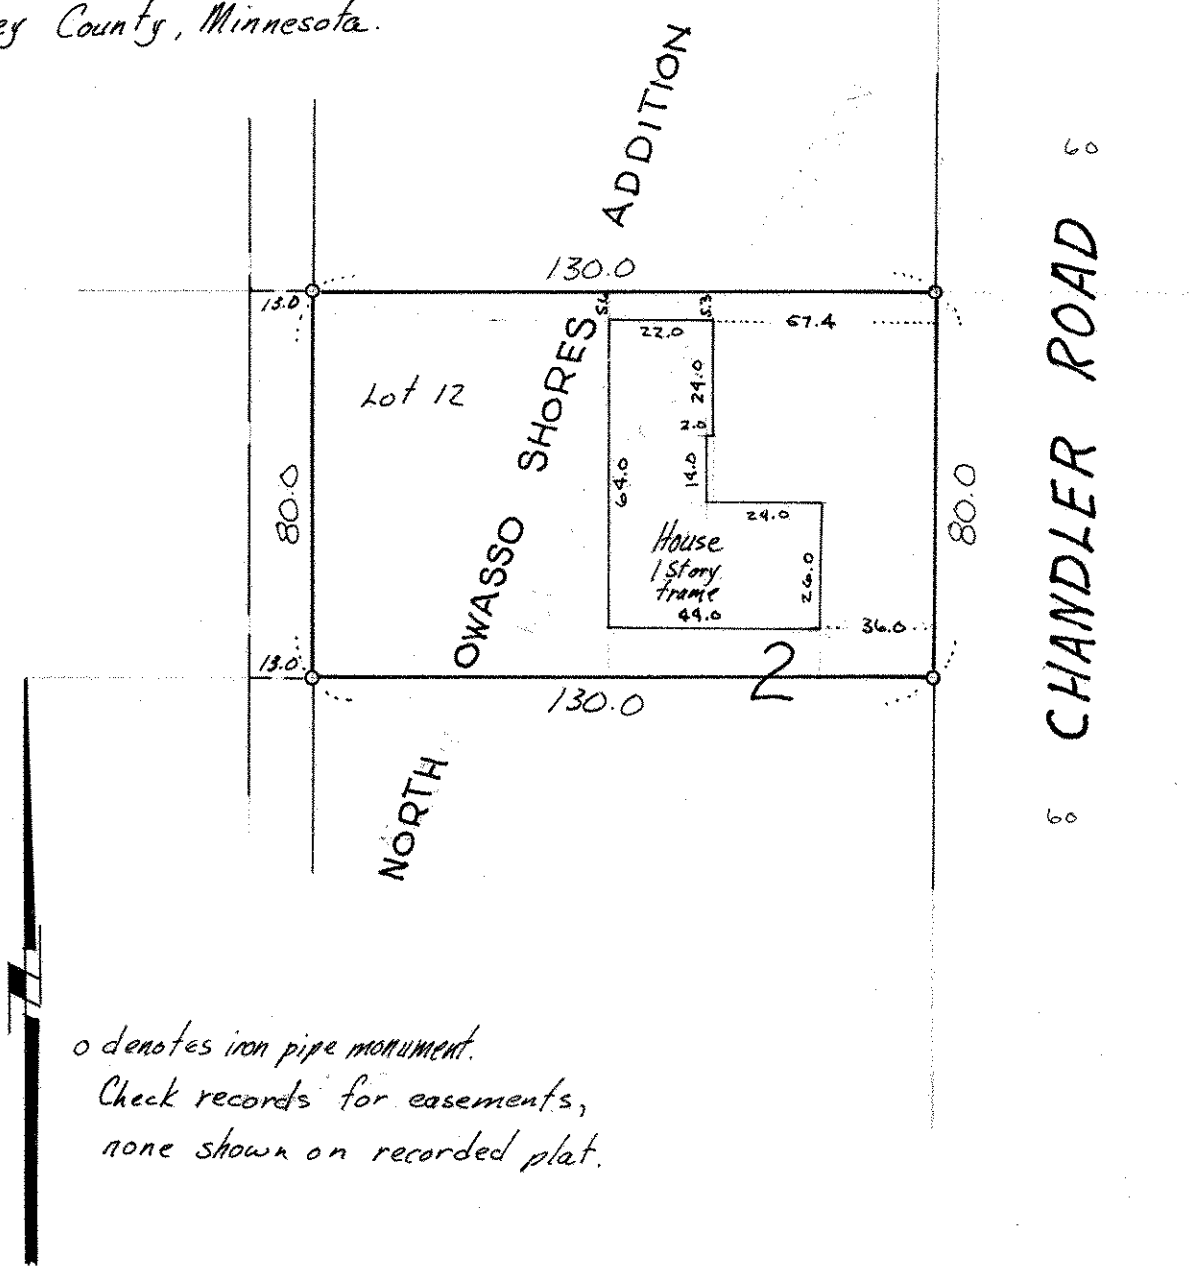 ey County, Minnesota.
NORTH OWASSO SHORES ADDITION
60
CHANDLER ROAD
60
130.0
13.0
5.3
22.0
67.4
Lot 12
24.0
2.0
14.0
64.0
80.0
80.0
24.0
House
1 Story
frame
26.0
44.0
36.0
13.0
2
130.0
o denotes iron pipe monument.
Check records for easements,
none shown on recorded plat.